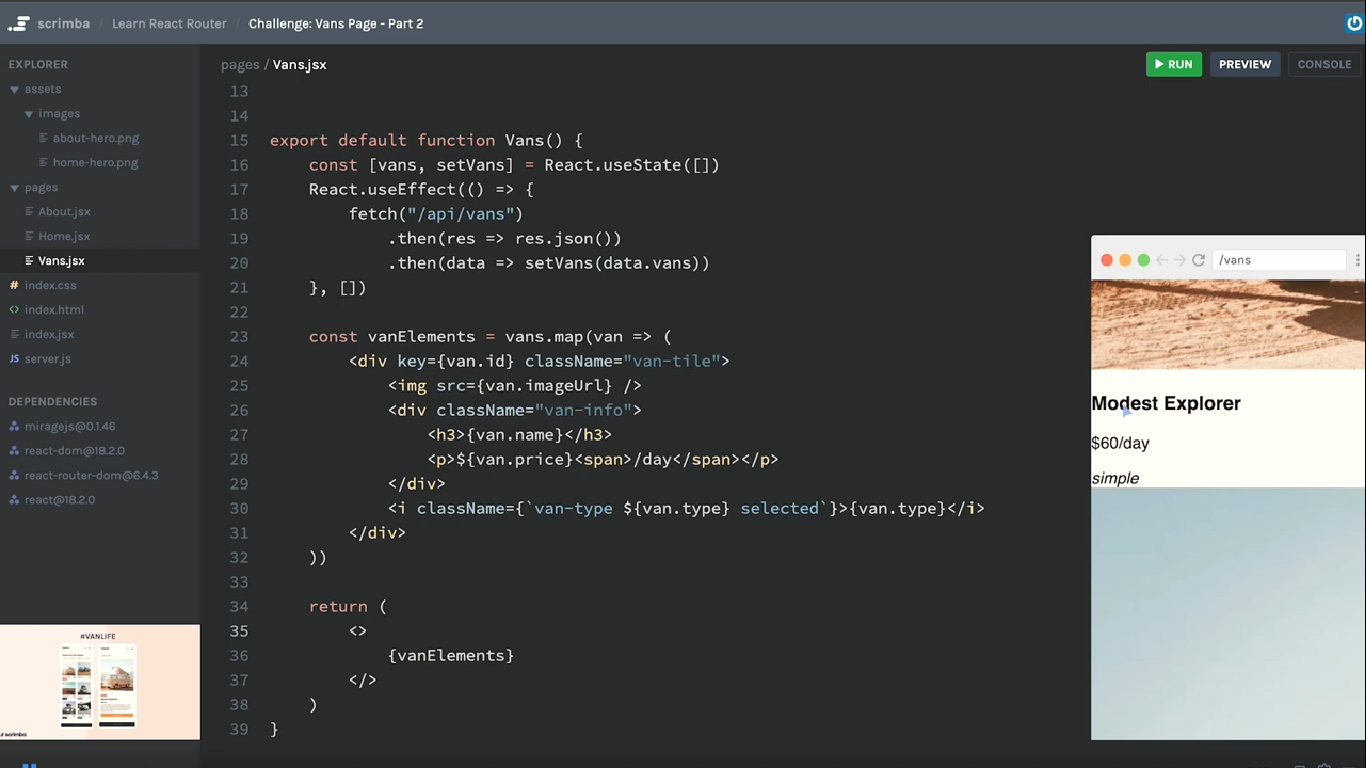 scrimba / Learn React Router / Challenge: Vans Page - Part 2
EXPLORER
assets
images
about-hero.png
home-hero.png
pages
About.jsx
Home.jsx
Vans.jsx
# index.css
<> index.html
index.jsx
JS server.js
DEPENDENCIES
miragejs@0.1.46
react-dom@18.2.0
react-router-dom@6.4.3
react@18.2.0
#VANLIFE
scrimba
pages / Vans.jsx
RUN
PREVIEW
CONSOLE
13
14
15 export default function Vans() {
16 const [vans, setVans] = React.useState([])
17 React.useEffect(() => {
18 fetch("/api/vans")
19 .then(res => res.json())
20 .then(data => setVans(data.vans))
21 }, [])
22
23 const vanElements = vans.map(van => (
24 <div key={van.id} className="van-tile">
25 <img src={van.imageUrl} />
26 <div className="van-info">
27 <h3>{van.name}</h3>
28 <p>${van.price}<span>/day</span></p>
29 </div>
30 <i className={`van-type ${van.type} selected`}>{van.type}</i>
31 </div>
32 ))
33
34 return (
35 <>
36 {vanElements}
37 </>
38 )
39 }
/vans
Modest Explorer
$60/day
simple